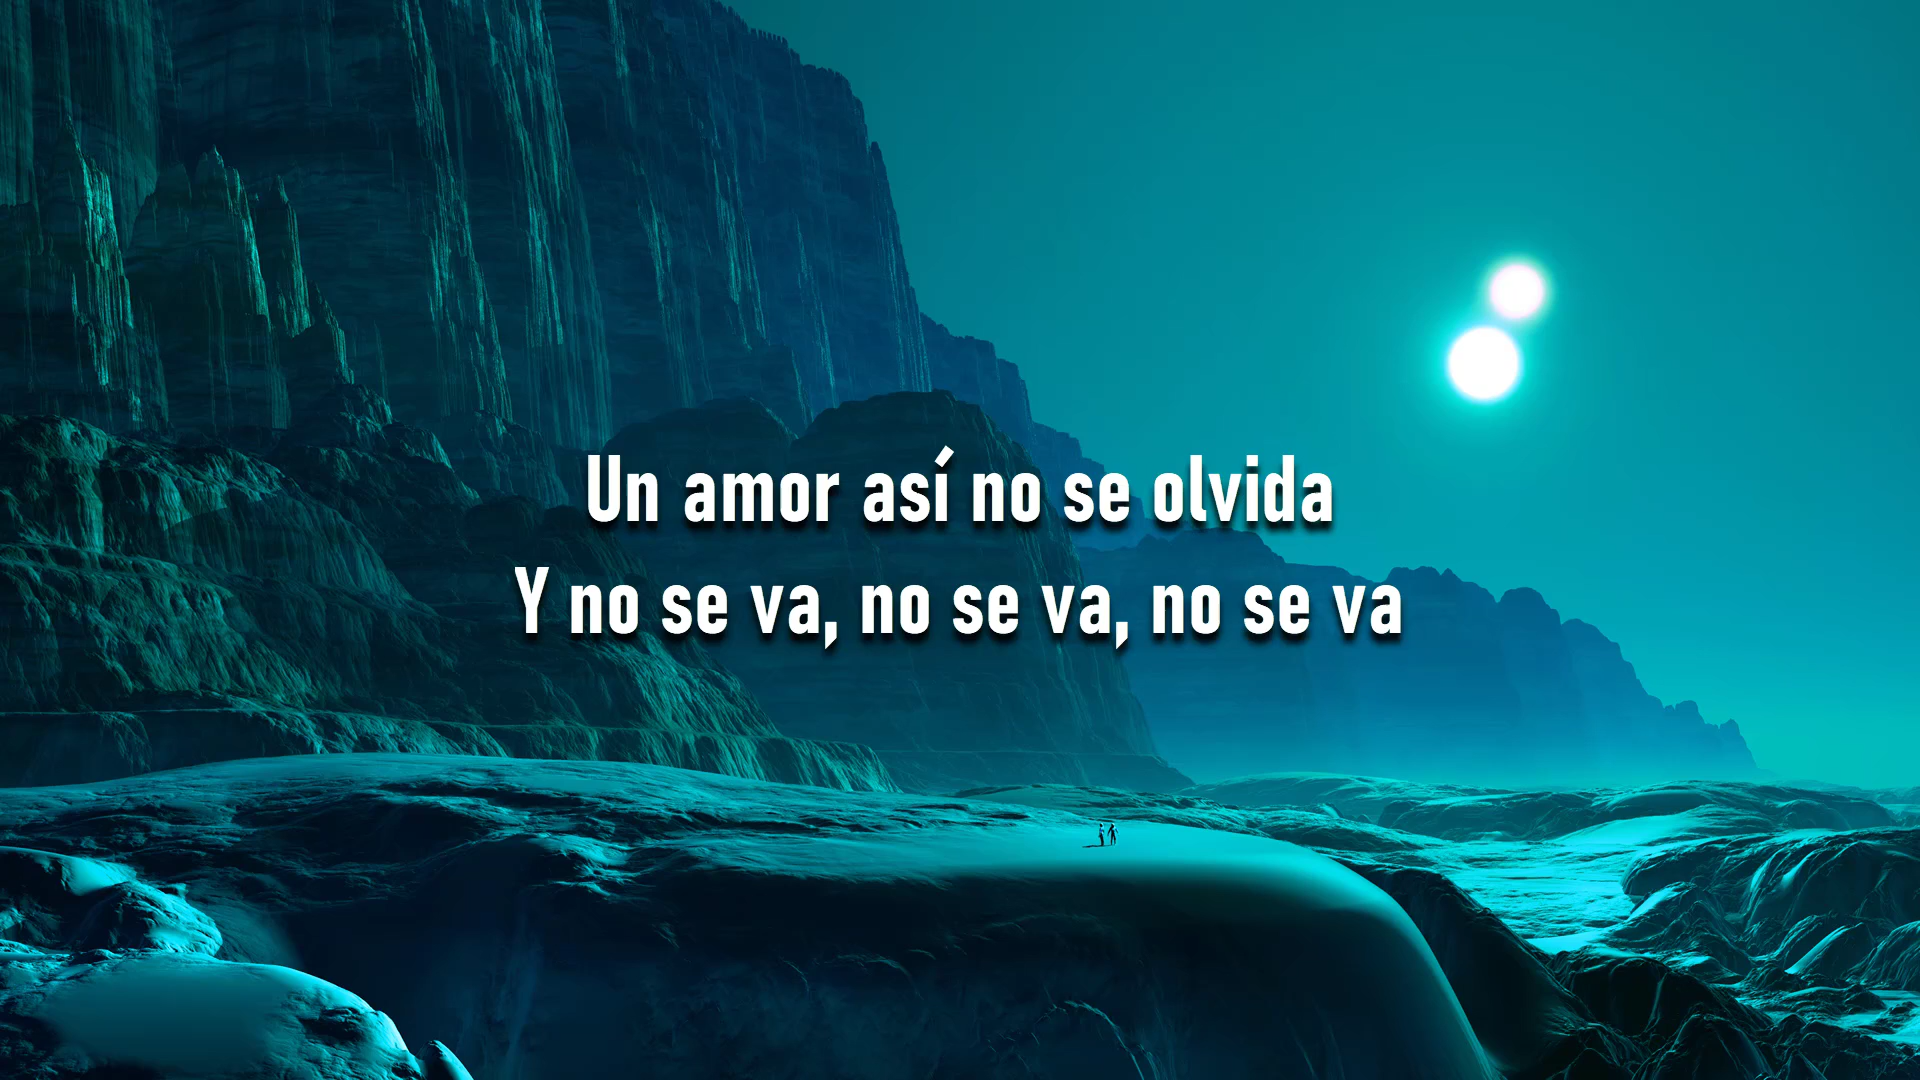 Un amor así no se olvida
Y no se va, no se va, no se va